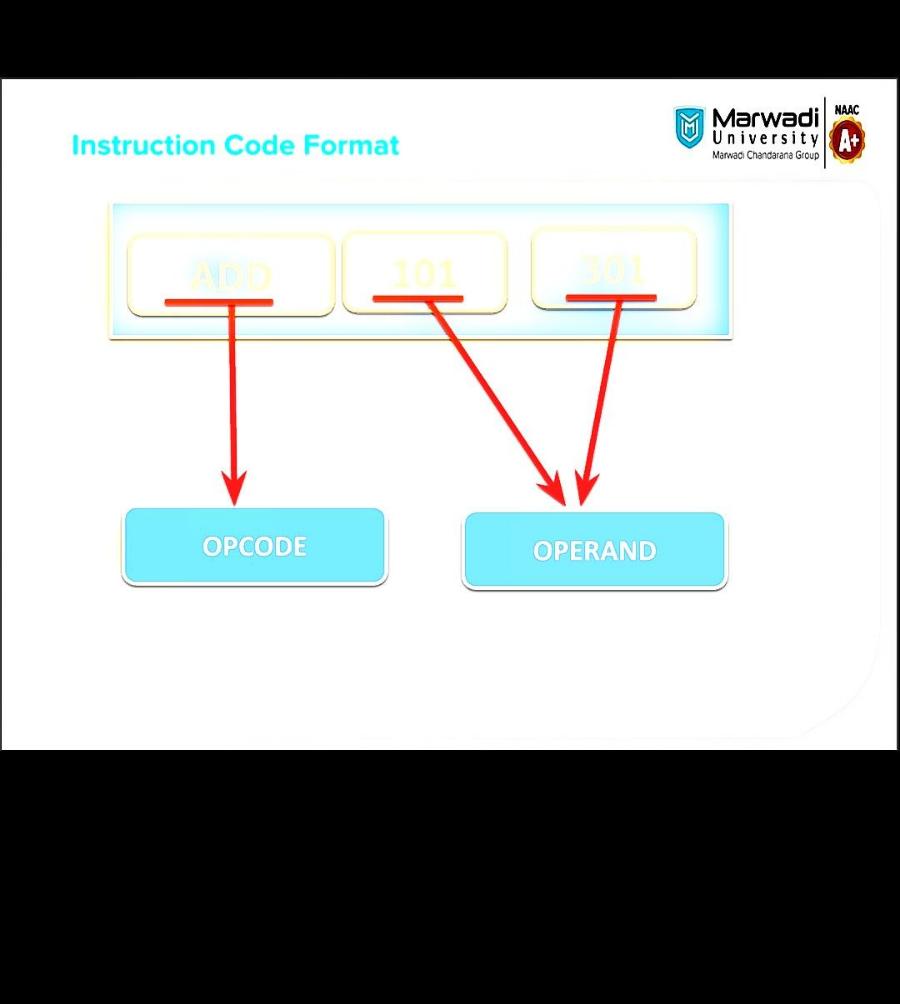 Instruction Code Format
Marwadi
University
Marwadi Chandarana Group
NAAC
A+
ADD 101 301
OPCODE
OPERAND